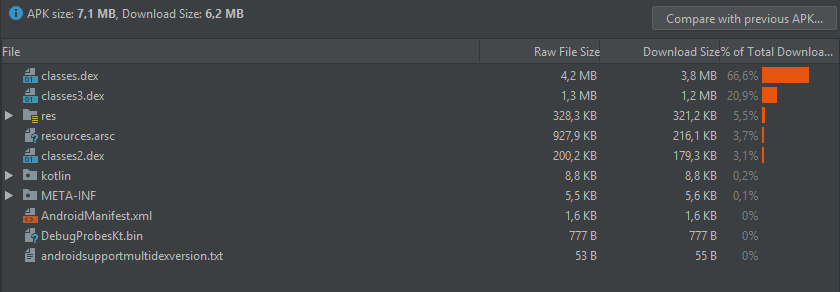 APK size: 7,1 MB, Download Size: 6,2 MB
Compare with previous APK...
File Raw File Size Download Size % of Total Downloa...
classes.dex 4,2 MB 3,8 MB 66,6%
classes3.dex 1,3 MB 1,2 MB 20,9%
res 328,3 KB 321,2 KB 5,5%
resources.arsc 927,9 KB 216,1 KB 3,7%
classes2.dex 200,2 KB 179,3 KB 3,1%
kotlin 8,8 KB 8,8 KB 0,2%
META-INF 5,5 KB 5,6 KB 0,1%
AndroidManifest.xml 1,6 KB 1,6 KB 0%
DebugProbesKt.bin 777 B 777 B 0%
androidsupportmultidexversion.txt 53 B 55 B 0%